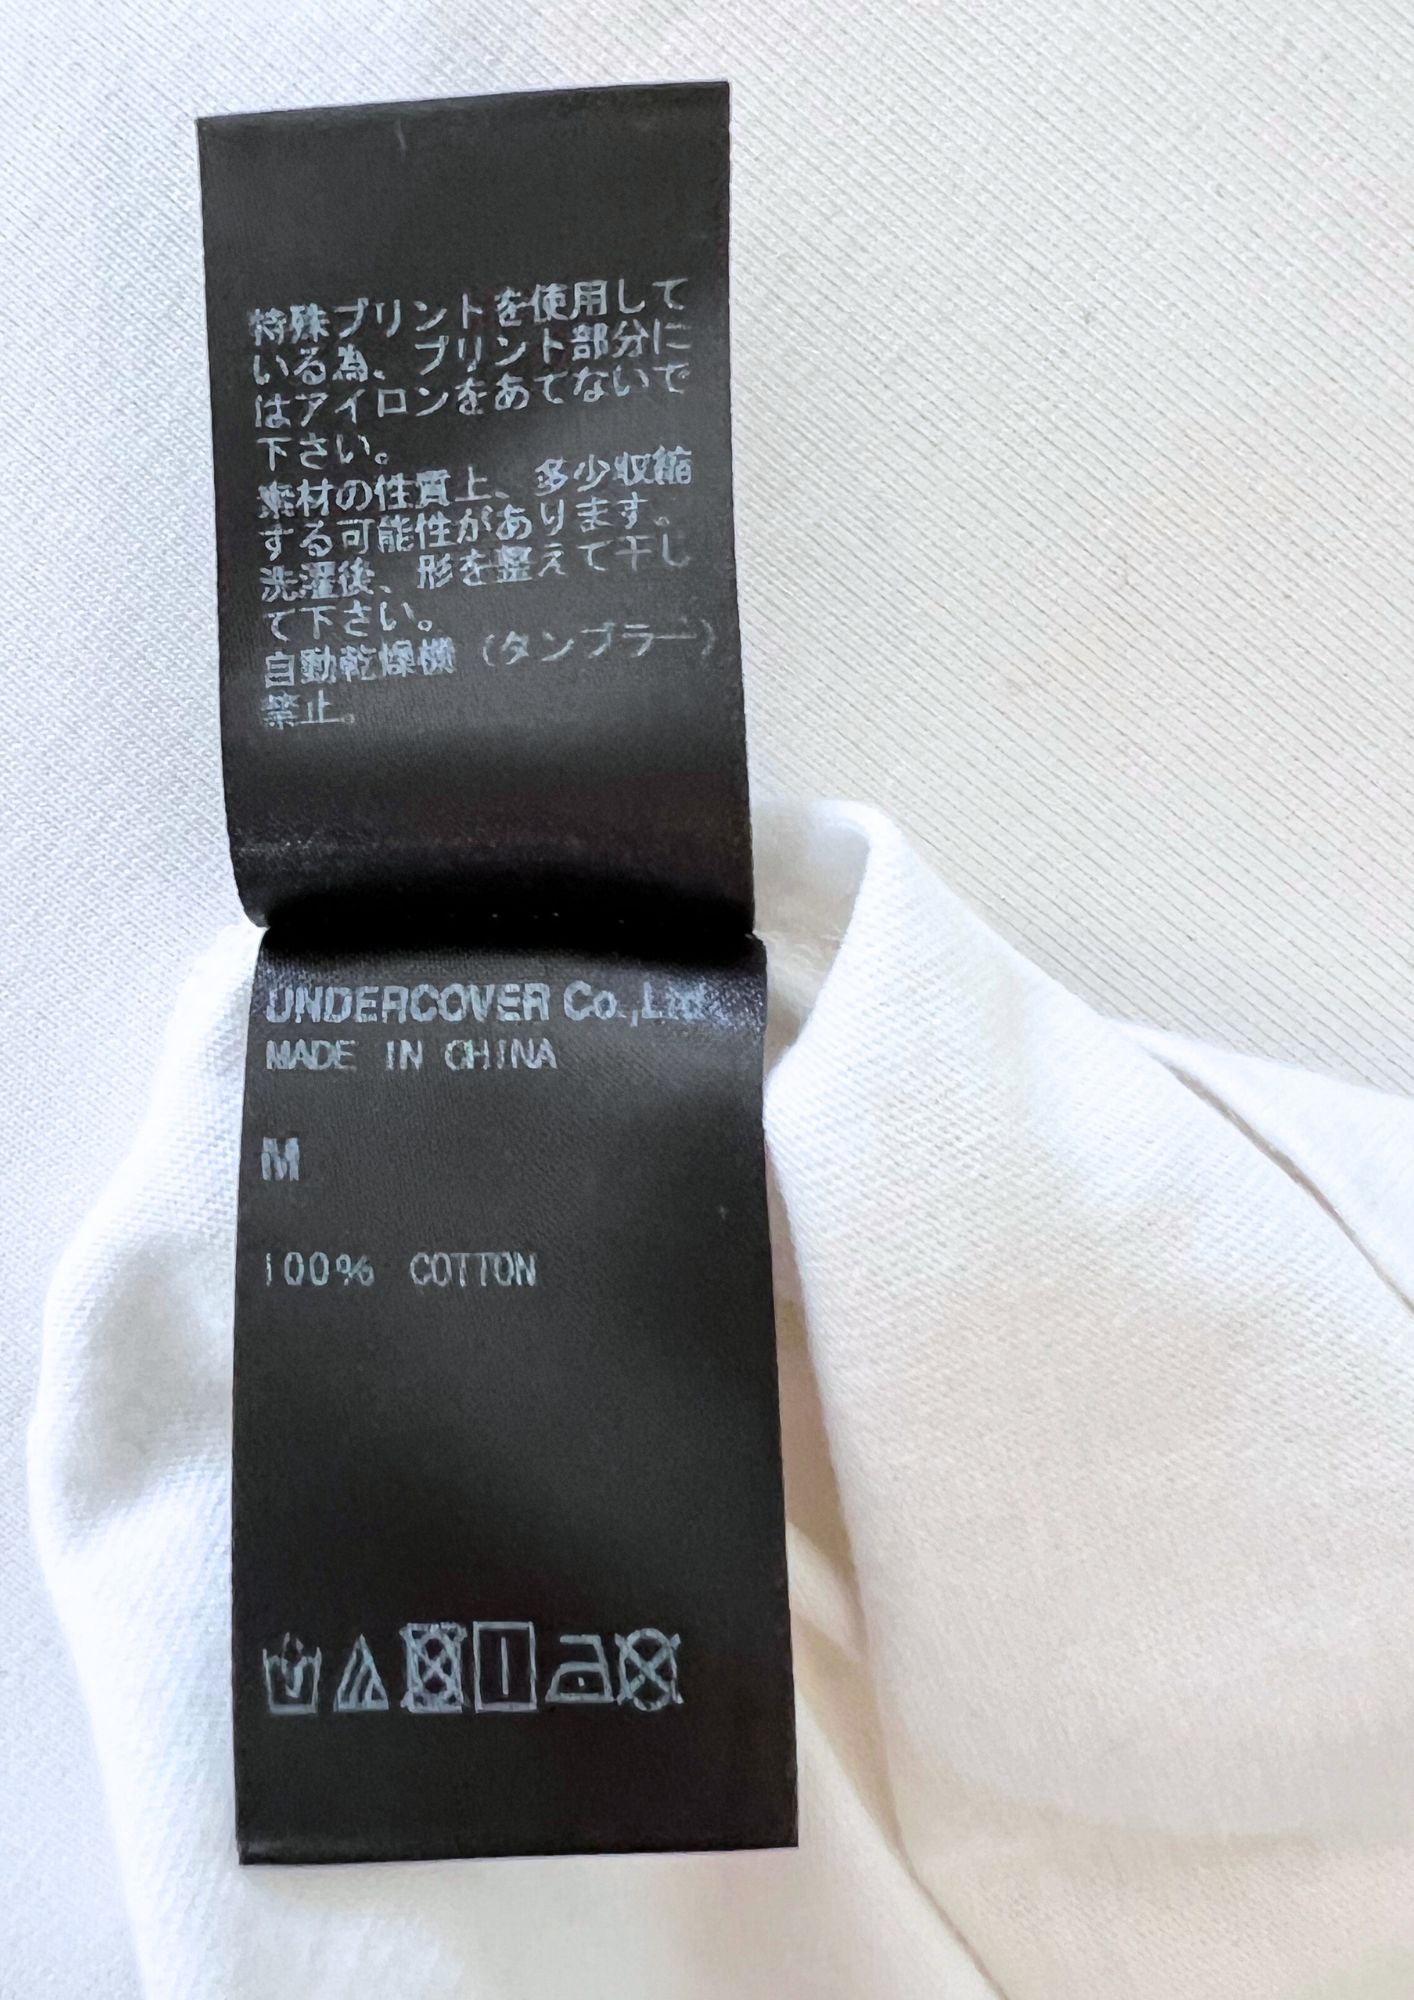 特殊プリントを使用して
いる為、プリント部分に
はアイロンをあてないで
下さい。
素材の性質上、多少収縮
する可能性があります。
洗濯後、形を整えて干し
て下さい。
自動乾燥機（タンブラー）
禁止。
UNDERCOVER Co.,Ltd
MADE IN CHINA
M
100% COTTON